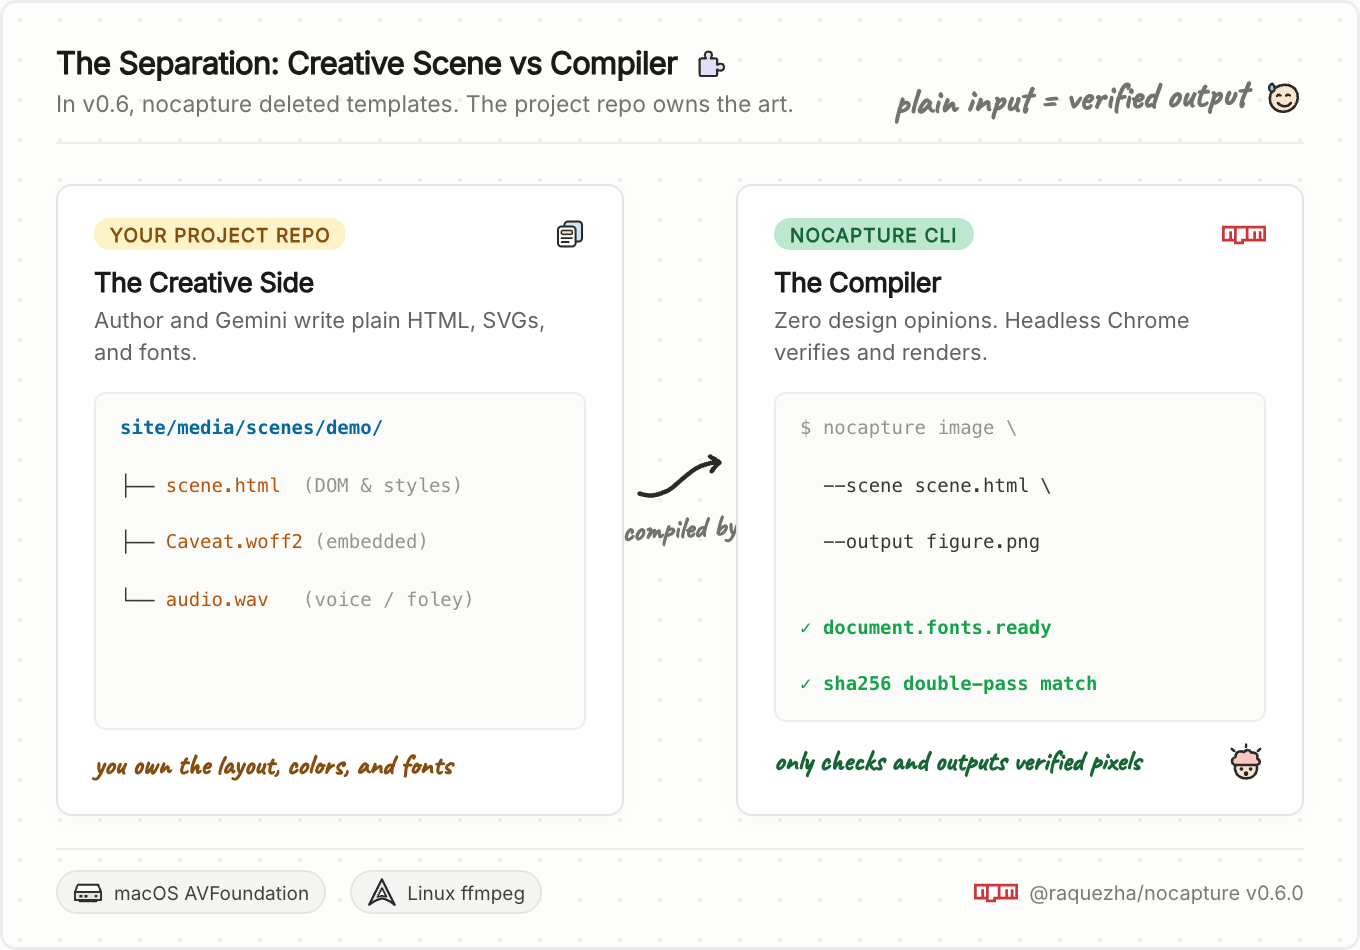 The Separation: Creative Scene vs Compiler
In v0.6, nocapture deleted templates. The project repo owns the art.
plain input = verified output
YOUR PROJECT REPO
The Creative Side
Author and Gemini write plain HTML, SVGs,
and fonts.
site/media/scenes/demo/
├── scene.html (DOM & styles)
├── Caveat.woff2 (embedded)
└── audio.wav (voice / foley)
you own the layout, colors, and fonts
compiled by
NOCAPTURE CLI
npm
The Compiler
Zero design opinions. Headless Chrome
verifies and renders.
$ nocapture image \
--scene scene.html \
--output figure.png
✓ document.fonts.ready
✓ sha256 double-pass match
only checks and outputs verified pixels
macOS AVFoundation
Linux ffmpeg
npm @raquezha/nocapture v0.6.0